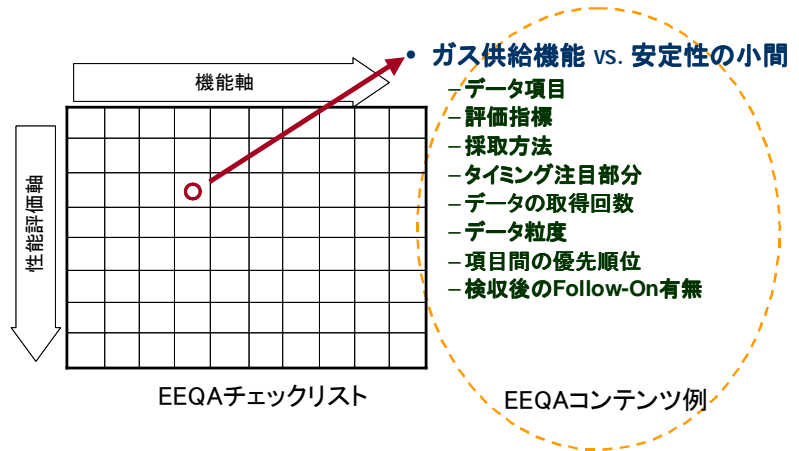 機能軸
性能評価軸
• ガス供給機能 vs. 安定性の小間
–データ項目
–評価指標
–採取方法
–タイミング注目部分
–データの取得回数
–データ粒度
–項目間の優先順位
–検収後のFollow-On有無
EEQAチェックリスト
EEQAコンテンツ例